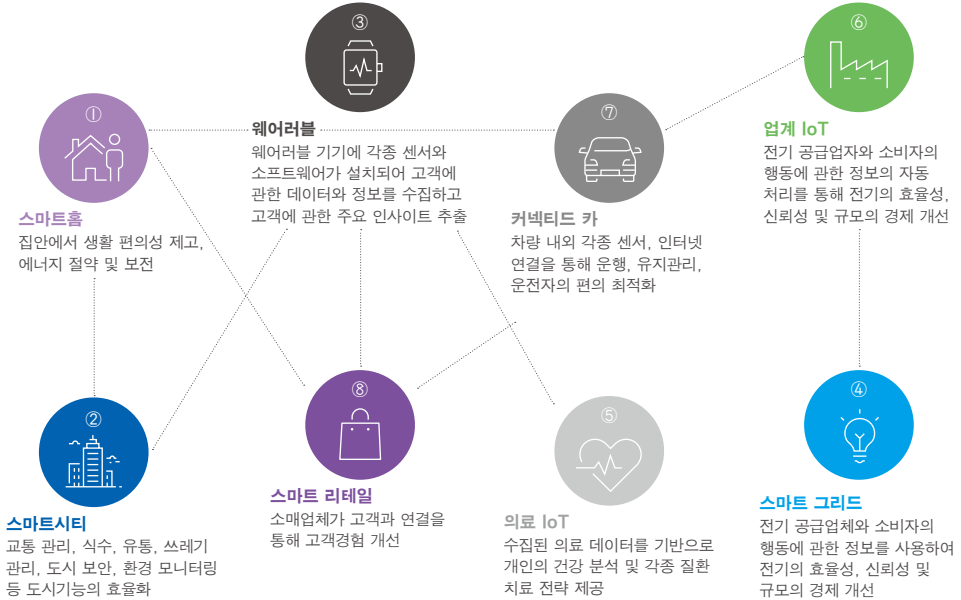 ①
스마트홈
집안에서 생활 편의성 제고,
에너지 절약 및 보전
②
스마트시티
교통 관리, 식수, 유통, 쓰레기
관리, 도시 보안, 환경 모니터링
등 도시기능의 효율화
③
웨어러블
웨어러블 기기에 각종 센서와
소프트웨어가 설치되어 고객에
관한 데이터와 정보를 수집하고
고객에 관한 주요 인사이트 추출
⑧
스마트 리테일
소매업체가 고객과 연결을
통해 고객경험 개선
⑦
커넥티드 카
차량 내외 각종 센서, 인터넷
연결을 통해 운행, 유지관리,
운전자의 편의 최적화
⑤
의료 IoT
수집된 의료 데이터를 기반으로
개인의 건강 분석 및 각종 질환
치료 전략 제공
⑥
업계 IoT
전기 공급업자와 소비자의
행동에 관한 정보의 자동
처리를 통해 전기의 효율성,
신뢰성 및 규모의 경제 개선
④
스마트 그리드
전기 공급업체와 소비자의
행동에 관한 정보를 사용하여
전기의 효율성, 신뢰성 및
규모의 경제 개선